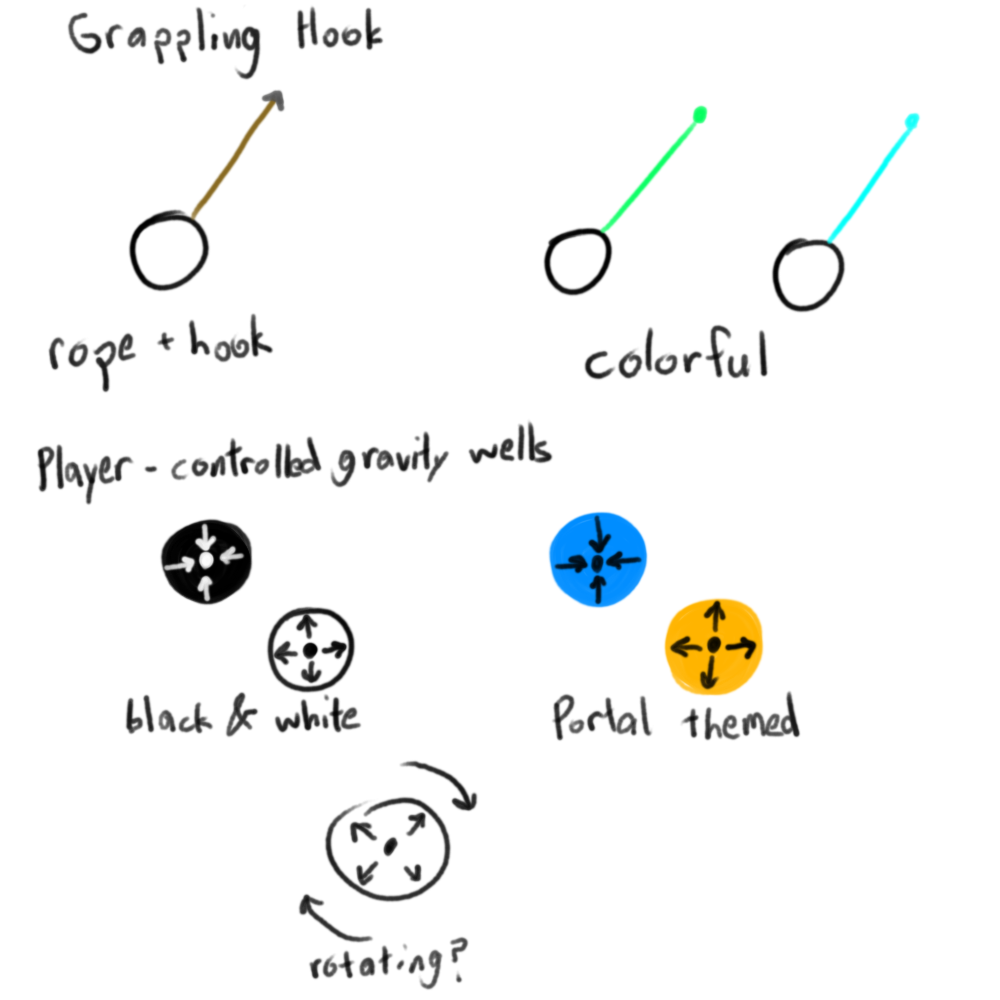 Grappling Hook
rope + hook
colorful
Player-controlled gravity wells
black & white
Portal themed
rotating?